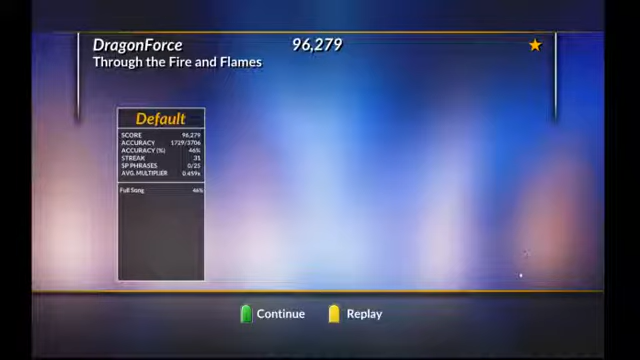 DragonForce 96,279
Through the Fire and Flames
Default
SCORE 96,279
ACCURACY 1729/3706
ACCURACY (%) 46%
STREAK 31
SP PHRASES 0/25
AVG. MULTIPLIER 0.459x
Full Song 46%
Continue Replay